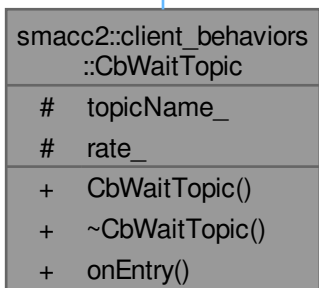 smacc2::client_behaviors
::CbWaitTopic
# topicName_
# rate_
+ CbWaitTopic()
+ ~CbWaitTopic()
+ onEntry()